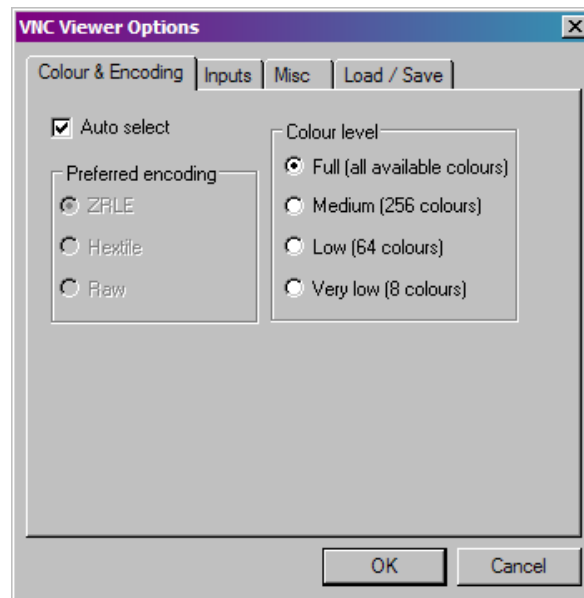 VNC Viewer Options
Colour & Encoding Inputs Misc Load / Save
Auto select
Preferred encoding
ZRLE
Hextile
Raw
Colour level
Full (all available colours)
Medium (256 colours)
Low (64 colours)
Very low (8 colours)
OK Cancel